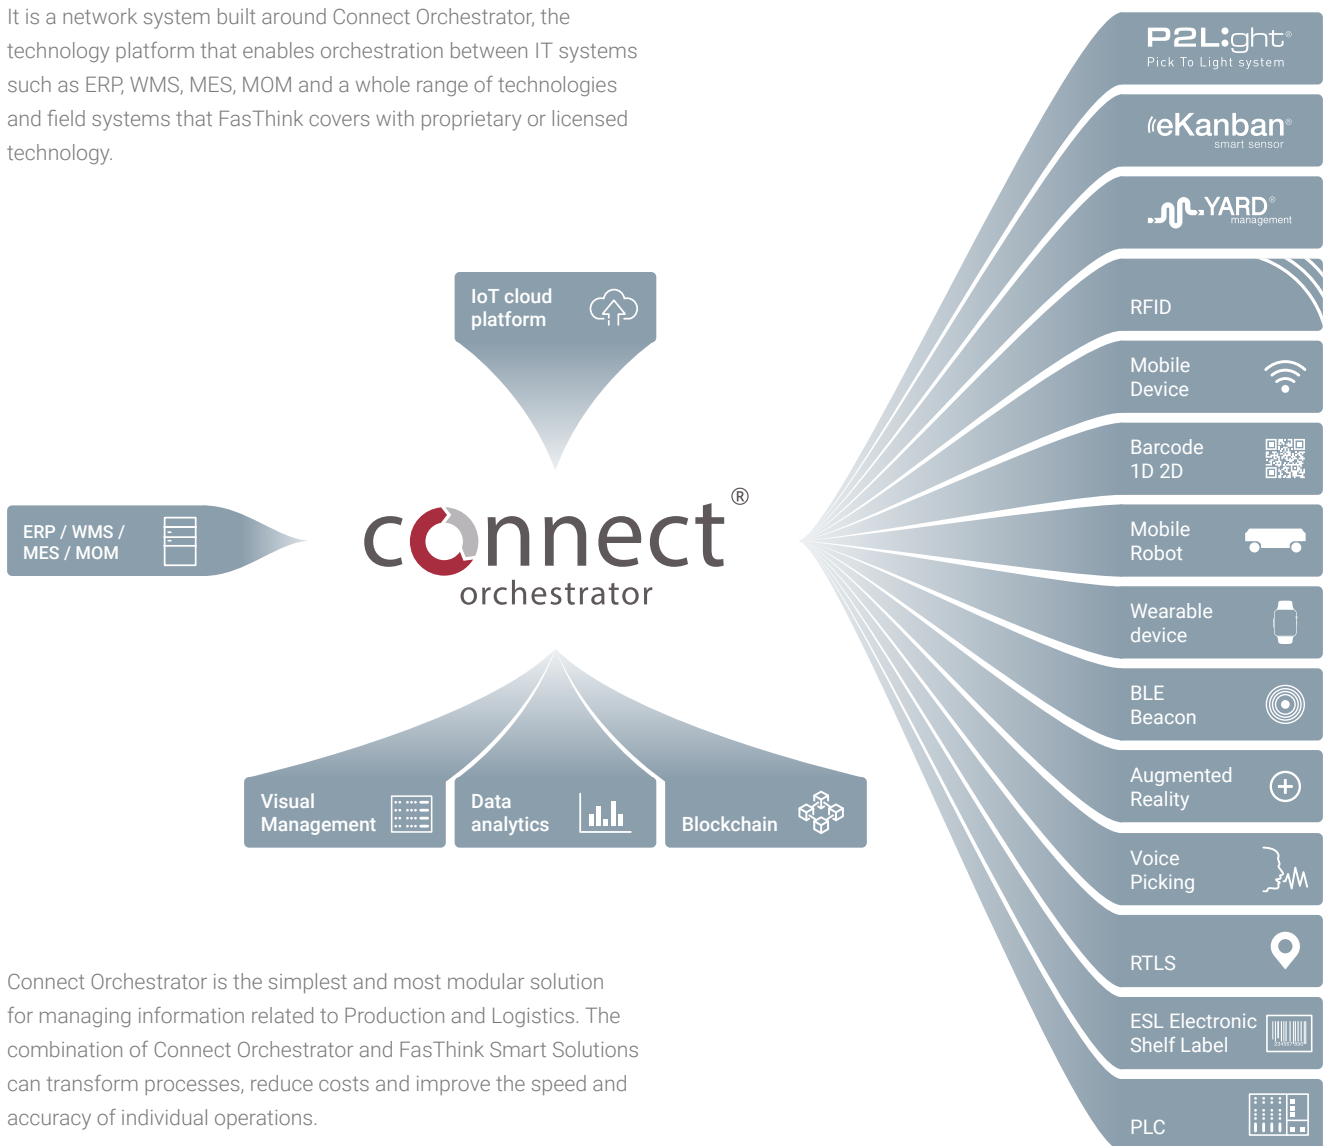 It is a network system built around Connect Orchestrator, the
technology platform that enables orchestration between IT systems
such as ERP, WMS, MES, MOM and a whole range of technologies
and field systems that FasThink covers with proprietary or licensed
technology.
IoT cloud
platform
ERP / WMS /
MES / MOM
connect®
orchestrator
Visual
Management
Data
analytics
Blockchain
P2L:ght®
Pick To Light system
eKanban®
smart sensor
YARD®
management
RFID
Mobile
Device
Barcode
1D 2D
Mobile
Robot
Wearable
device
BLE
Beacon
Augmented
Reality
Voice
Picking
RTLS
ESL Electronic
Shelf Label
PLC
Connect Orchestrator is the simplest and most modular solution
for managing information related to Production and Logistics. The
combination of Connect Orchestrator and FasThink Smart Solutions
can transform processes, reduce costs and improve the speed and
accuracy of individual operations.